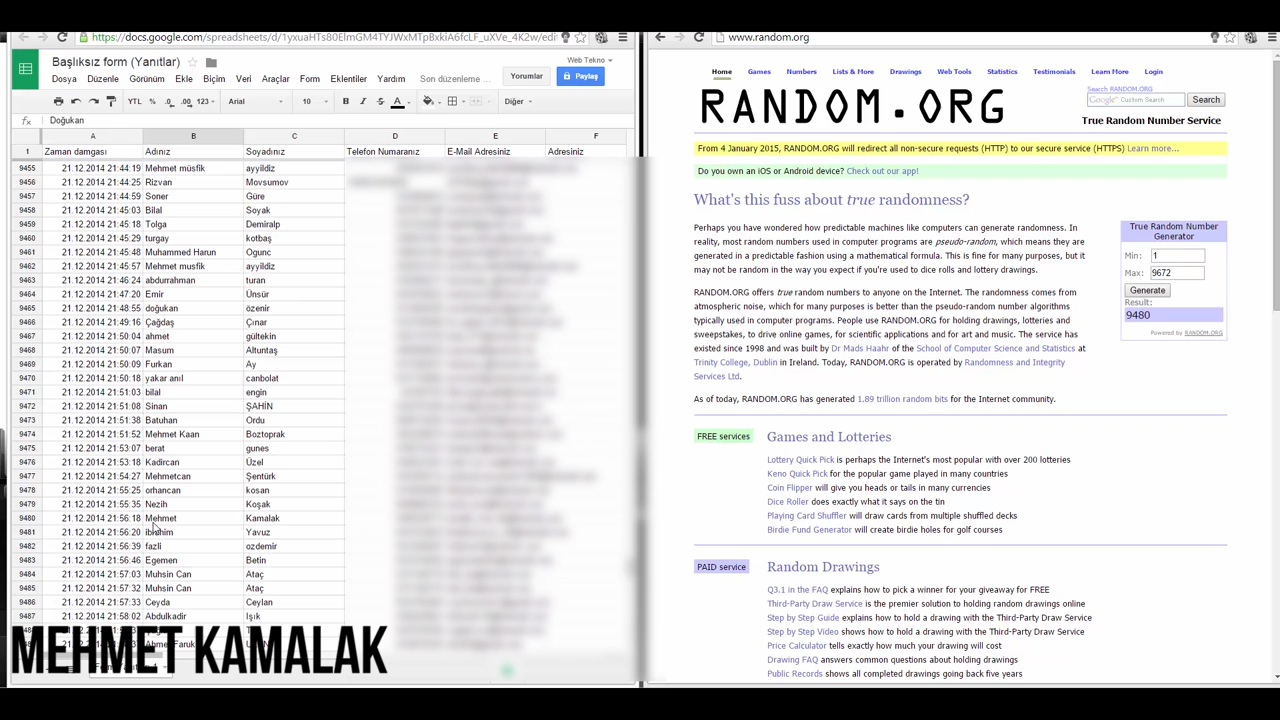 https://docs.google.com/spreadsheets/d/1yxuaHTs80ElmGM4TYJWxMTpBxkiA6fcLF_uXVe_4K2w/edi
Başlıksız form (Yanıtlar)
Web Tekno
Dosya Düzenle Görünüm Ekle Biçim Veri Araçlar Form Eklentiler Yardım Son düzenleme ...
Yorumlar
Paylaş
YTL % .0 .00 123 Arial 10 B I S A Diğer
fx Doğukan
A B C D E F
1 Zaman damgası Adınız Soyadınız Telefon Numaranız E-Mail Adresiniz Adresiniz
9455 21.12.2014 21:44:19 Mehmet müsfik ayyildiz
9456 21.12.2014 21:44:25 Rizvan Movsumov
9457 21.12.2014 21:44:59 Soner Güre
9458 21.12.2014 21:45:03 Bilal Soyak
9459 21.12.2014 21:45:18 Tolga Demiralp
9460 21.12.2014 21:45:29 turgay kotbaş
9461 21.12.2014 21:45:48 Muhammed Harun Ogunc
9462 21.12.2014 21:45:57 Mehmet musfik ayyildiz
9463 21.12.2014 21:46:24 abdurrahman turan
9464 21.12.2014 21:47:20 Emir Ünsür
9465 21.12.2014 21:48:55 doğukan özenir
9466 21.12.2014 21:49:16 Çağdaş Çınar
9467 21.12.2014 21:50:04 ahmet gültekin
9468 21.12.2014 21:50:07 Masum Altuntaş
9469 21.12.2014 21:50:09 Furkan Ay
9470 21.12.2014 21:50:18 yakar anıl canbolat
9471 21.12.2014 21:51:03 bilal engin
9472 21.12.2014 21:51:08 Sinan ŞAHİN
9473 21.12.2014 21:51:38 Batuhan Ordu
9474 21.12.2014 21:51:52 Mehmet Kaan Boztoprak
9475 21.12.2014 21:53:07 berat gunes
9476 21.12.2014 21:53:18 Kadircan Üzel
9477 21.12.2014 21:54:27 Mehmetcan Şentürk
9478 21.12.2014 21:55:25 orhancan kosan
9479 21.12.2014 21:55:35 Nezih Koşak
9480 21.12.2014 21:56:18 Mehmet Kamalak
9481 21.12.2014 21:56:20 ibrahim Yavuz
9482 21.12.2014 21:56:39 fazli ozdemir
9483 21.12.2014 21:56:46 Egemen Betin
9484 21.12.2014 21:57:03 Muhsin Can Ataç
9485 21.12.2014 21:57:32 Muhsin Can Ataç
9486 21.12.2014 21:57:33 Ceyda Ceylan
9487 21.12.2014 21:58:02 Abdulkadir Işık
MEHMET KAMALAK
www.random.org
Home Games Numbers Lists & More Drawings Web Tools Statistics Testimonials Learn More Login
RANDOM.ORG
Search RANDOM.ORG
Google Custom Search Search
True Random Number Service
From 4 January 2015, RANDOM.ORG will redirect all non-secure requests (HTTP) to our secure service (HTTPS) Learn more...
Do you own an iOS or Android device? Check out our app!
What's this fuss about true randomness?
Perhaps you have wondered how predictable machines like computers can generate randomness. In
reality, most random numbers used in computer programs are pseudo-random, which means they are
generated in a predictable fashion using a mathematical formula. This is fine for many purposes, but it
may not be random in the way you expect if you're used to dice rolls and lottery drawings.
RANDOM.ORG offers true random numbers to anyone on the Internet. The randomness comes from
atmospheric noise, which for many purposes is better than the pseudo-random number algorithms
typically used in computer programs. People use RANDOM.ORG for holding drawings, lotteries and
sweepstakes, to drive online games, for scientific applications and for art and music. The service has
existed since 1998 and was built by Dr Mads Haahr of the School of Computer Science and Statistics at
Trinity College, Dublin in Ireland. Today, RANDOM.ORG is operated by Randomness and Integrity
Services Ltd.
As of today, RANDOM.ORG has generated 1.89 trillion random bits for the Internet community.
True Random Number
Generator
Min: 1
Max: 9672
Generate
Result:
9480
Powered by RANDOM.ORG
FREE services
Games and Lotteries
Lottery Quick Pick is perhaps the Internet's most popular with over 200 lotteries
Keno Quick Pick for the popular game played in many countries
Coin Flipper will give you heads or tails in many currencies
Dice Roller does exactly what it says on the tin
Playing Card Shuffler will draw cards from multiple shuffled decks
Birdie Fund Generator will create birdie holes for golf courses
PAID service
Random Drawings
Q3.1 in the FAQ explains how to pick a winner for your giveaway for FREE
Third-Party Draw Service is the premier solution to holding random drawings online
Step by Step Guide explains how to hold a drawing with the Third-Party Draw Service
Step by Step Video shows how to hold a drawing with the Third-Party Draw Service
Price Calculator tells exactly how much your drawing will cost
Drawing FAQ answers common questions about holding drawings
Public Records shows all completed drawings going back five years